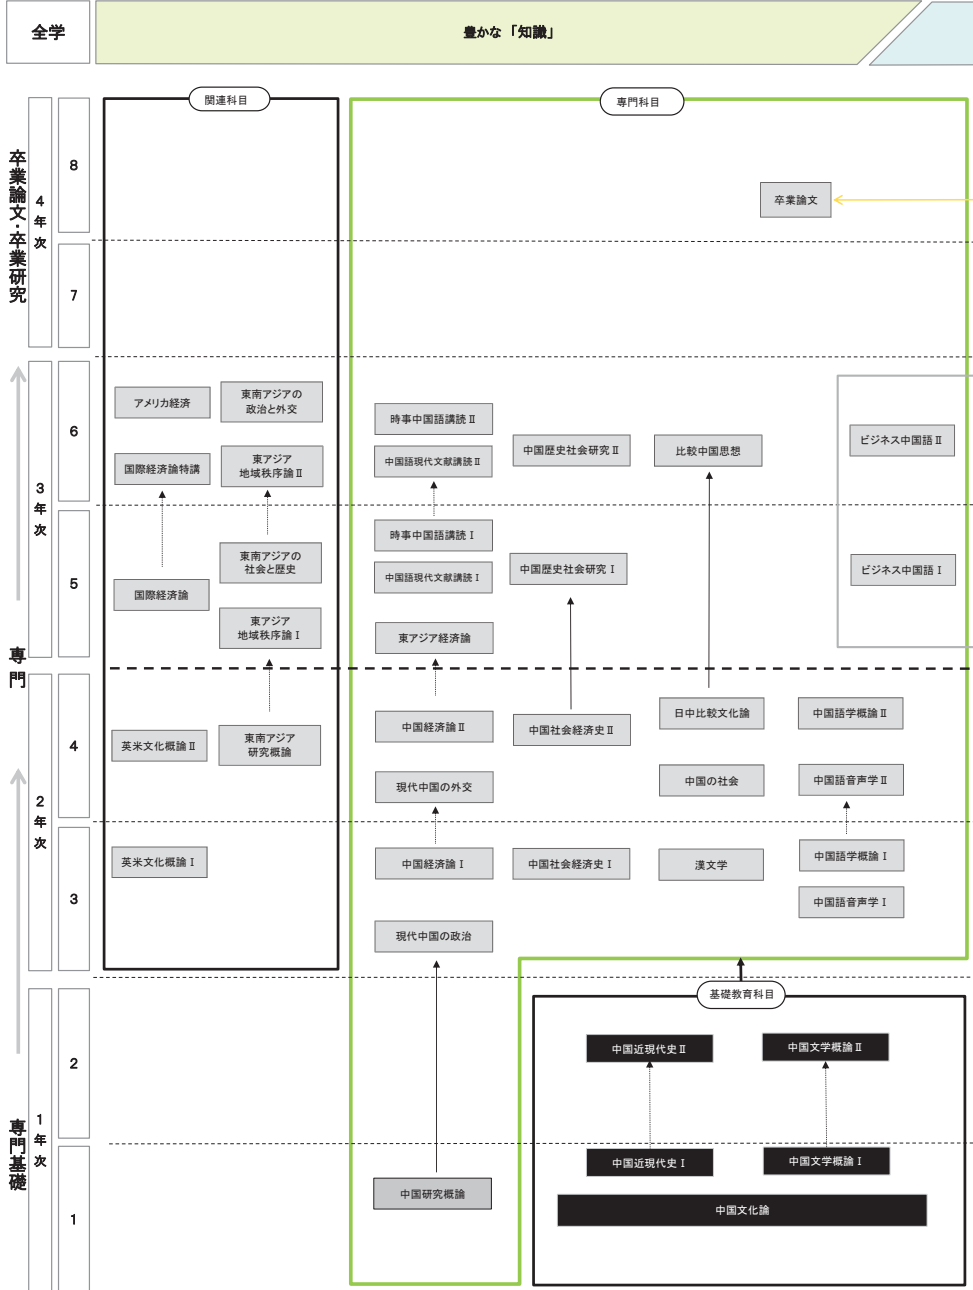 全学
豊かな「知識」
関連科目
専門科目
卒業論文・卒業研究
4年次
8
卒業論文
7
3年次
6
アメリカ経済
東南アジアの
政治と外交
時事中国語講読Ⅱ
国際経済論特講
東アジア
地域秩序論Ⅱ
中国語現代文献講読Ⅱ
中国歴史社会研究Ⅱ
比較中国思想
ビジネス中国語Ⅱ
5
時事中国語講読Ⅰ
東南アジアの
社会と歴史
中国語現代文献講読Ⅰ
中国歴史社会研究Ⅰ
ビジネス中国語Ⅰ
国際経済論
東アジア
地域秩序論Ⅰ
東アジア経済論
専門
2年次
4
中国経済論Ⅱ
中国社会経済史Ⅱ
日中比較文化論
中国語学概論Ⅱ
英米文化概論Ⅱ
東南アジア
研究概論
現代中国の外交
中国の社会
中国語音声学Ⅱ
3
英米文化概論Ⅰ
中国経済論Ⅰ
中国社会経済史Ⅰ
漢文学
中国語学概論Ⅰ
中国語音声学Ⅰ
現代中国の政治
基礎教育科目
専門基礎
1年次
2
中国近現代史Ⅱ
中国文学概論Ⅱ
1
中国近現代史Ⅰ
中国文学概論Ⅰ
中国研究概論
中国文化論